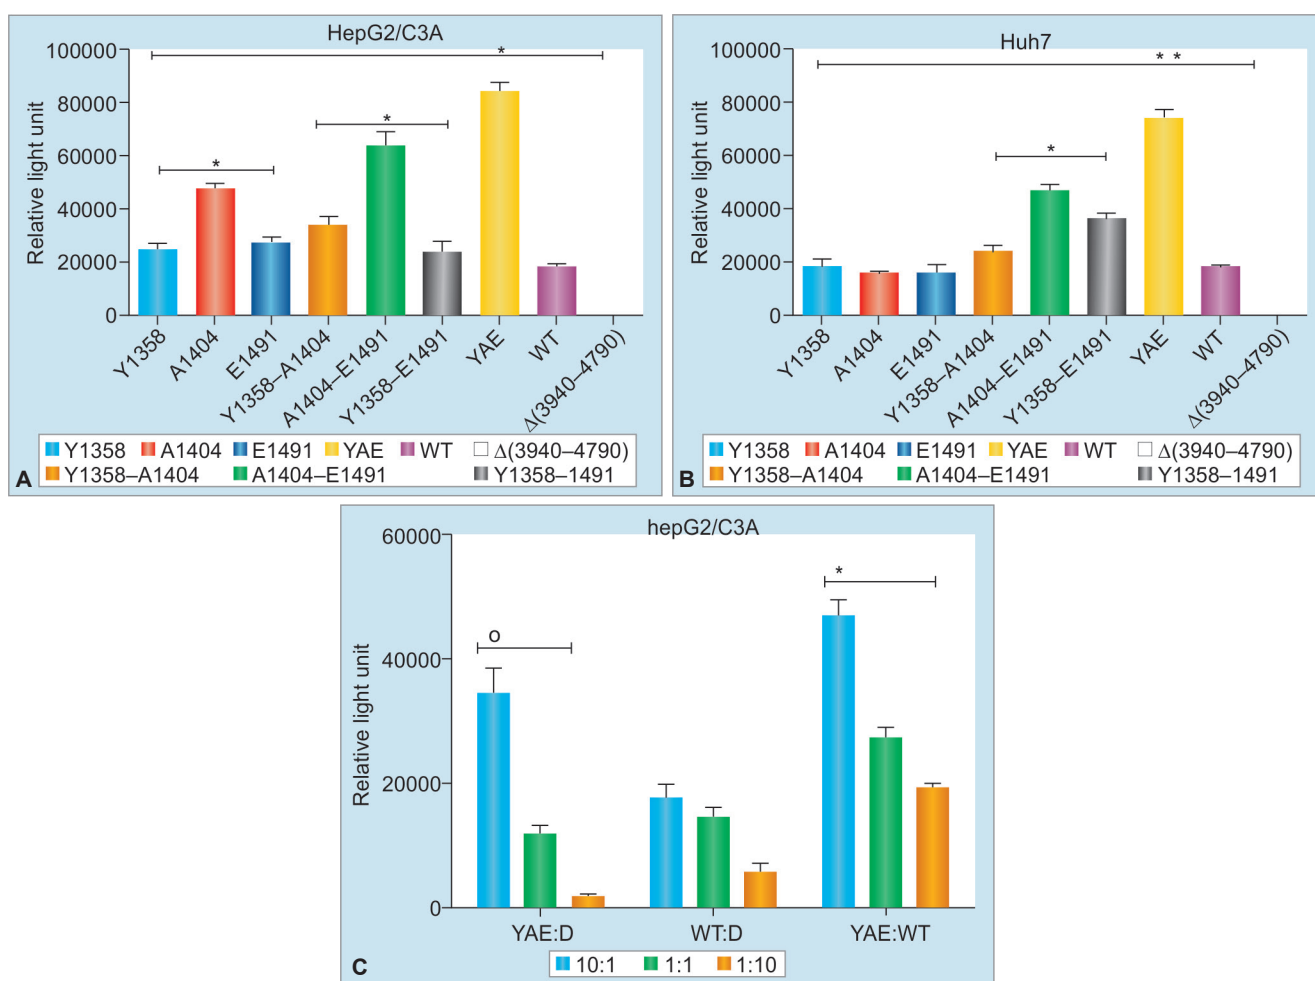 HepG2/C3A
100000
80000
60000
40000
20000
0
Relative light unit
*
*
*
Y1358
A1404
E1491
Y1358–A1404
A1404–E1491
Y1358–E1491
YAE
WT
Δ(3940–4790)
Y1358 A1404 E1491 YAE WT Δ(3940–4790)
Y1358–A1404 A1404–E1491 Y1358–1491
A
Huh7
100000
80000
60000
40000
20000
0
Relative light unit
* *
*
Y1358
A1404
E1491
Y1358–A1404
A1404–E1491
Y1358–E1491
YAE
WT
Δ(3940–4790)
Y1358 A1404 E1491 YAE WT Δ(3940–4790)
Y1358–A1404 A1404–E1491 Y1358–1491
B
hepG2/C3A
60000
40000
20000
0
Relative light unit
o
*
YAE:D
WT:D
YAE:WT
10:1 1:1 1:10
C